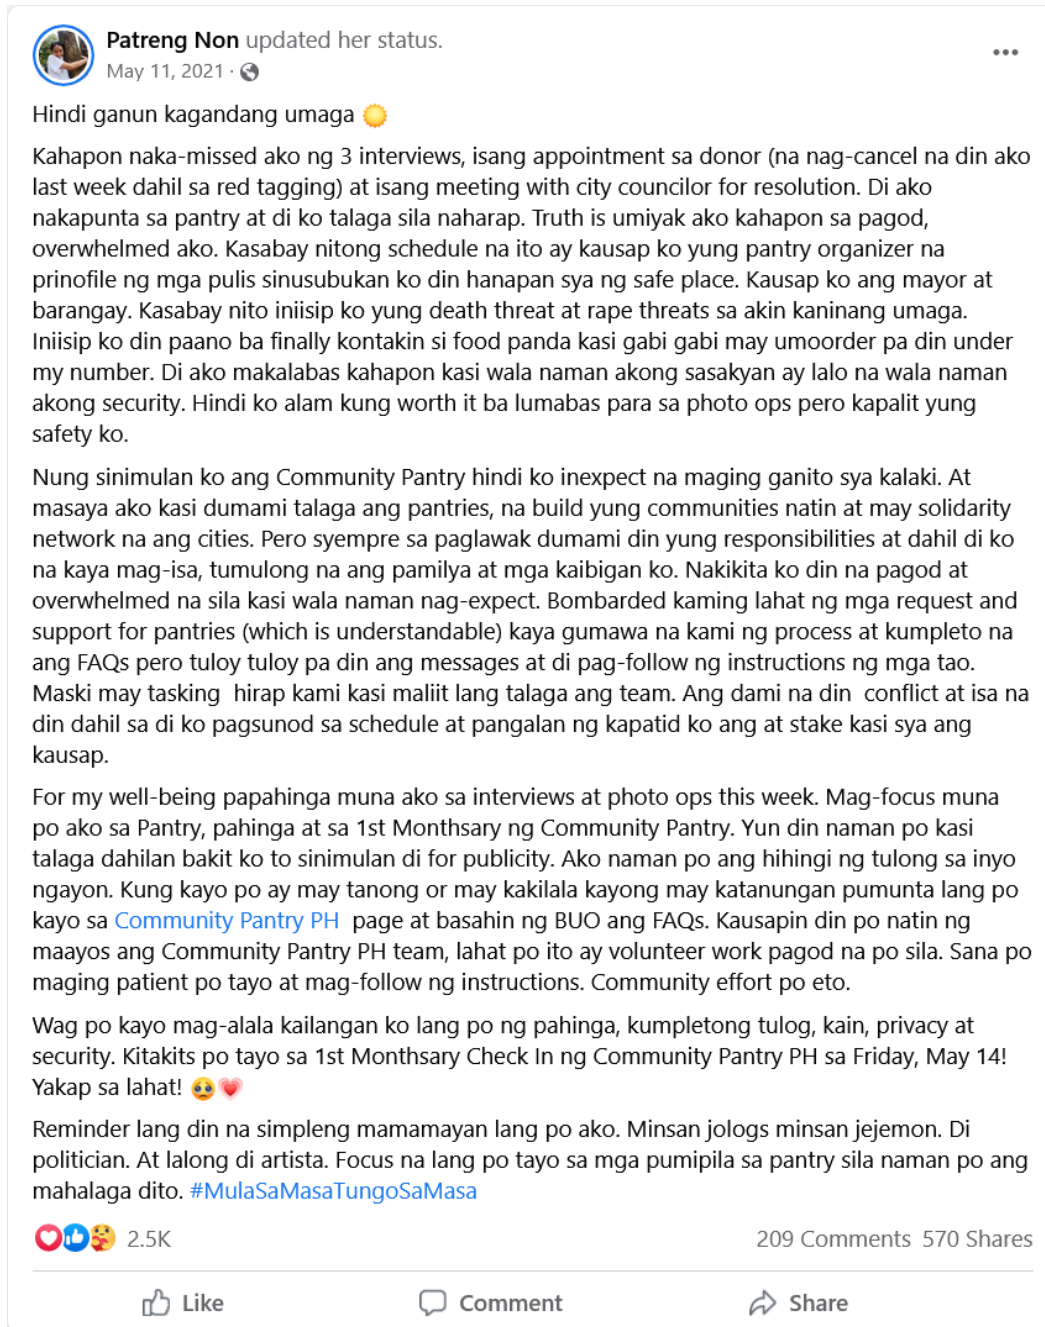 Patreng Non updated her status.
May 11, 2021 ·
Hindi ganun kagandang umaga 🌞
Kahapon naka-missed ako ng 3 interviews, isang appointment sa donor (na nag-cancel na din ako
last week dahil sa red tagging) at isang meeting with city councilor for resolution. Di ako
nakapunta sa pantry at di ko talaga sila naharap. Truth is umiyak ako kahapon sa pagod,
overwhelmed ako. Kasabay nitong schedule na ito ay kausap ko yung pantry organizer na
prinofile ng mga pulis sinusubukan ko din hanapan sya ng safe place. Kausap ko ang mayor at
barangay. Kasabay nito iniisip ko yung death threat at rape threats sa akin kaninang umaga.
Iniisip ko din paano ba finally kontakin si food panda kasi gabi gabi may umoorder pa din under
my number. Di ako makalabas kahapon kasi wala naman akong sasakyan ay lalo na wala naman
akong security. Hindi ko alam kung worth it ba lumabas para sa photo ops pero kapalit yung
safety ko.
Nung sinimulan ko ang Community Pantry hindi ko inexpect na maging ganito sya kalaki. At
masaya ako kasi dumami talaga ang pantries, na build yung communities natin at may solidarity
network na ang cities. Pero syempre sa paglawak dumami din yung responsibilities at dahil di ko
na kaya mag-isa, tumulong na ang pamilya at mga kaibigan ko. Nakikita ko din na pagod at
overwhelmed na sila kasi wala naman nag-expect. Bombarded kaming lahat ng mga request and
support for pantries (which is understandable) kaya gumawa na kami ng process at kumpleto na
ang FAQs pero tuloy tuloy pa din ang messages at di pag-follow ng instructions ng mga tao.
Maski may tasking hirap kami kasi maliit lang talaga ang team. Ang dami na din conflict at isa na
din dahil sa di ko pagsunod sa schedule at pangalan ng kapatid ko ang at stake kasi sya ang
kausap.
For my well-being papahinga muna ako sa interviews at photo ops this week. Mag-focus muna
po ako sa Pantry, pahinga at sa 1st Monthsary ng Community Pantry. Yun din naman po kasi
talaga dahilan bakit ko to sinimulan di for publicity. Ako naman po ang hihingi ng tulong sa inyo
ngayon. Kung kayo po ay may tanong or may kakilala kayong may katanungan pumunta lang po
kayo sa Community Pantry PH page at basahin ng BUO ang FAQs. Kausapin din po natin ng
maayos ang Community Pantry PH team, lahat po ito ay volunteer work pagod na po sila. Sana po
maging patient po tayo at mag-follow ng instructions. Community effort po eto.
Wag po kayo mag-alala kailangan ko lang po ng pahinga, kumpletong tulog, kain, privacy at
security. Kitakits po tayo sa 1st Monthsary Check In ng Community Pantry PH sa Friday, May 14!
Yakap sa lahat! 🥺💗
Reminder lang din na simpleng mamamayan lang po ako. Minsan jologs minsan jejemon. Di
politician. At lalong di artista. Focus na lang po tayo sa mga pumipila sa pantry sila naman po ang
mahalaga dito. #MulaSaMasaTungoSaMasa
2.5K 209 Comments 570 Shares
Like Comment Share